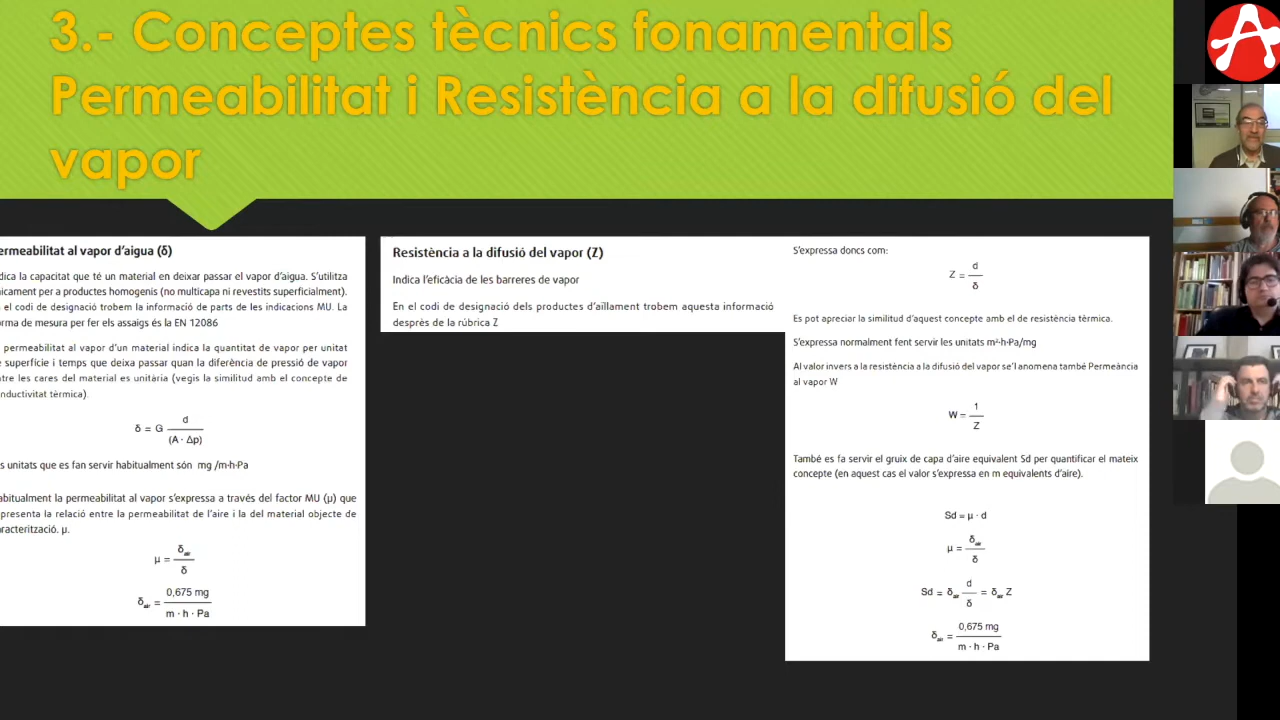 3.- Conceptes tècnics fonamentals
Permeabilitat i Resistència a la difusió del
vapor
ermeabilitat al vapor d'aigua (δ)
dica la capacitat que té un material en deixar passar el vapor d'aigua. S'utilitza
nicament per a productes homogenis (no multicapa ni revestits superficialment).
el codi de designació trobem la informació de parts de les indicacions MU. La
orma de mesura per fer els assaigs és la EN 12086
permeabilitat al vapor d'un material indica la quantitat de vapor per unitat
e superfície i temps que deixa passar quan la diferència de pressió de vapor
ntre les cares del material es unitària (vegis la similitud amb el concepte de
nductivitat tèrmica).
δ = G d / (A · Δp)
s unitats que es fan servir habitualment són mg /m·h·Pa
abitualment la permeabilitat al vapor s'expressa a través del factor MU (μ) que
presenta la relació entre la permeabilitat de l'aire i la del material objecte de
aracterització. μ.
μ = δair / δ
δair = 0,675 mg / m · h · Pa
Resistència a la difusió del vapor (Z)
Indica l'eficàcia de les barreres de vapor
En el codi de designació dels productes d'aïllament trobem aquesta informació
desprès de la rúbrica Z
S'expressa doncs com:
Z = d / δ
Es pot apreciar la similitud d'aquest concepte amb el de resistència tèrmica.
S'expressa normalment fent servir les unitats m²·h·Pa/mg
Al valor invers a la resistència a la difusió del vapor se'l anomena també Permeància
al vapor W
W = 1 / Z
També es fa servir el gruix de capa d'aire equivalent Sd per quantificar el mateix
concepte (en aquest cas el valor s'expressa en m equivalents d'aire).
Sd = μ · d
μ = δair / δ
Sd = δair d / δ = δair Z
δair = 0,675 mg / m · h · Pa